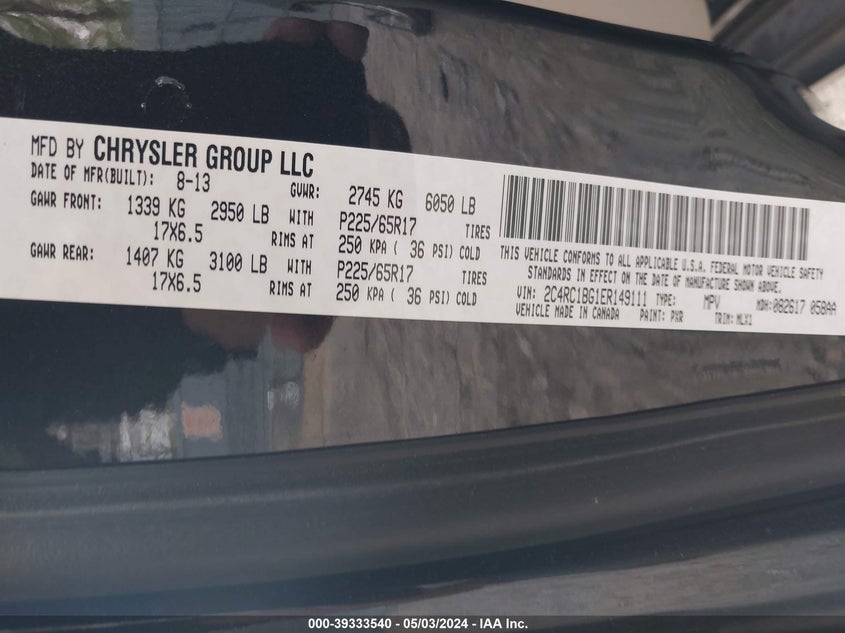 MFD BY CHRYSLER GROUP LLC
DATE OF MFR(BUILT): 8-13 GVWR: 2745 KG 6050 LB
GAWR FRONT: 1339 KG 2950 LB WITH P225/65R17 TIRES
17X6.5 RIMS AT 250 KPA ( 36 PSI) COLD
GAWR REAR: 1407 KG 3100 LB WITH P225/65R17 TIRES
17X6.5 RIMS AT 250 KPA ( 36 PSI) COLD
THIS VEHICLE CONFORMS TO ALL APPLICABLE U.S.A. FEDERAL MOTOR VEHICLE SAFETY
STANDARDS IN EFFECT ON THE DATE OF MANUFACTURE SHOWN ABOVE.
VIN: 2C4RC1BG1ER149111 TYPE: MPV MDH: 082617 058AA
VEHICLE MADE IN CANADA PAINT: PXR TRIM: MLX1
000-39333540 - 05/03/2024 - IAA Inc.